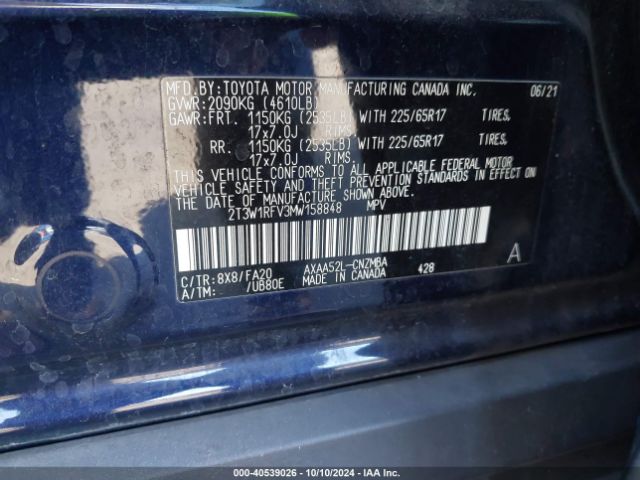 MFD.BY:TOYOTA MOTOR MANUFACTURING CANADA INC. 06/21
GVWR:2090KG (4610LB)
GAWR:FRT. 1150KG (2535LB) WITH 225/65R17 TIRES,
17x7.0J RIMS,
RR. 1150KG (2535LB) WITH 225/65R17 TIRES,
17x7.0J RIMS.
THIS VEHICLE CONFORMS TO ALL APPLICABLE FEDERAL MOTOR
VEHICLE SAFETY AND THEFT PREVENTION STANDARDS IN EFFECT ON
THE DATE OF MANUFACTURE SHOWN ABOVE.
2T3W1RFV3MW158848 MPV
C/TR:8X8/FA20 AXAA52L-CNZMBA 428 A
A/TM: /UB80E MADE IN CANADA
000-40539026 - 10/10/2024 - IAA Inc.